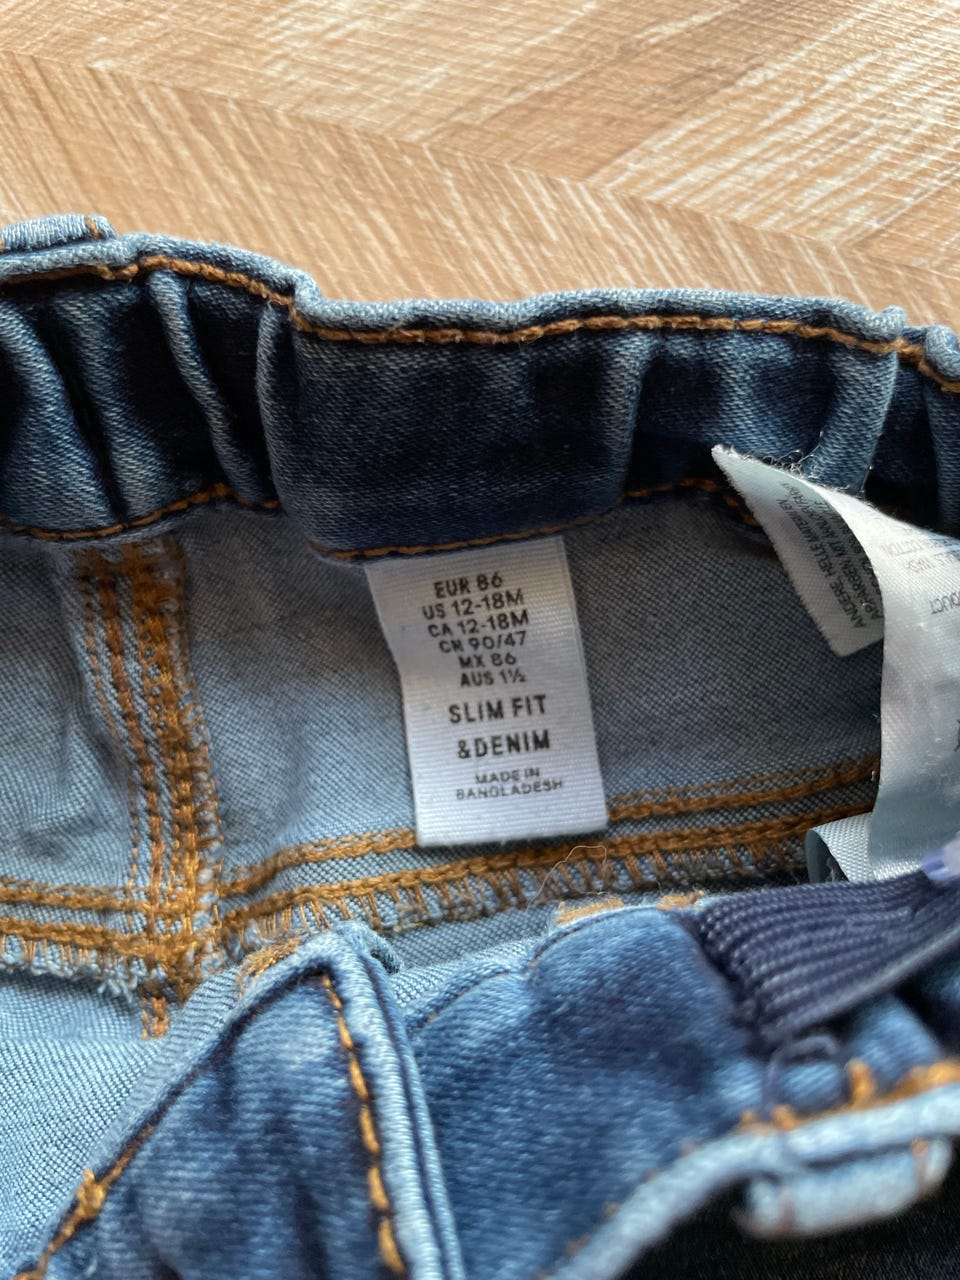 EUR 86
US 12-18M
CA 12-18M
CN 90/47
MX 86
AUS 1½
SLIM FIT
&DENIM
MADE IN
BANGLADESH